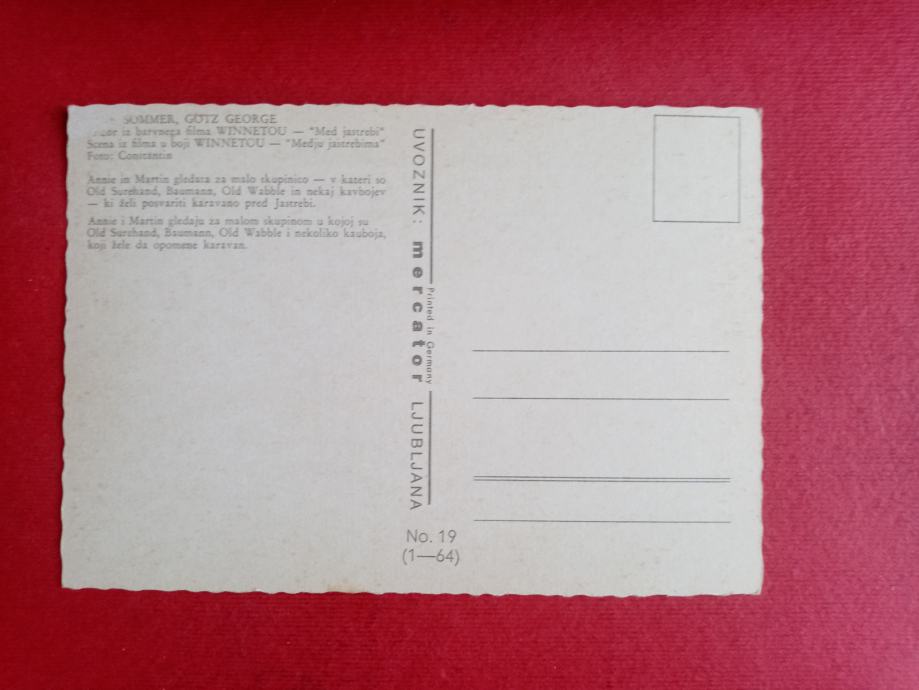 SOMMER, GÖTZ GEORGE
iz barvnega filma WINNETOU — "Med jastrebi"
Scena iz filma u boji WINNETOU — "Medju jastrebima"
Foto: Constantin
Annie in Martin gledata za malo skupinico — v kateri so
Old Surehand, Baumann, Old Wabble in nekaj kavbojev
— ki želi posvariti karavano pred Jastrebi.
Annie i Martin gledaju za malom skupinom u kojoj su
Old Surehand, Baumann, Old Wabble i nekoliko kauboja,
koji žele da opomene karavan.
UVOZNIK: mercator LJUBLJANA
Printed in Germany
No. 19
(1—64)